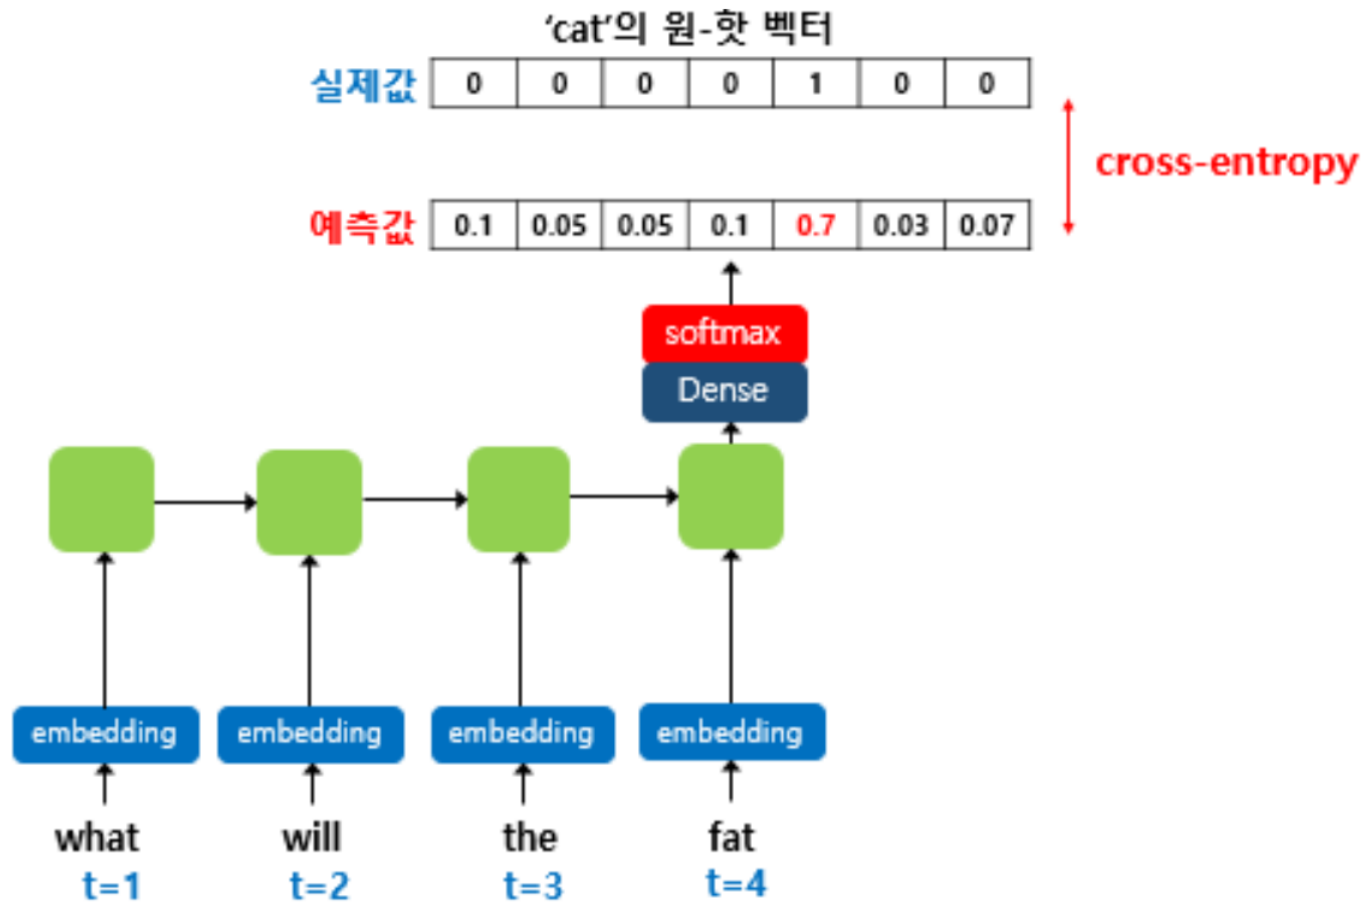 ‘cat’의 원-핫 벡터
실제값 0 0 0 0 1 0 0
cross-entropy
예측값 0.1 0.05 0.05 0.1 0.7 0.03 0.07
softmax
Dense
embedding embedding embedding embedding
what will the fat
t=1 t=2 t=3 t=4